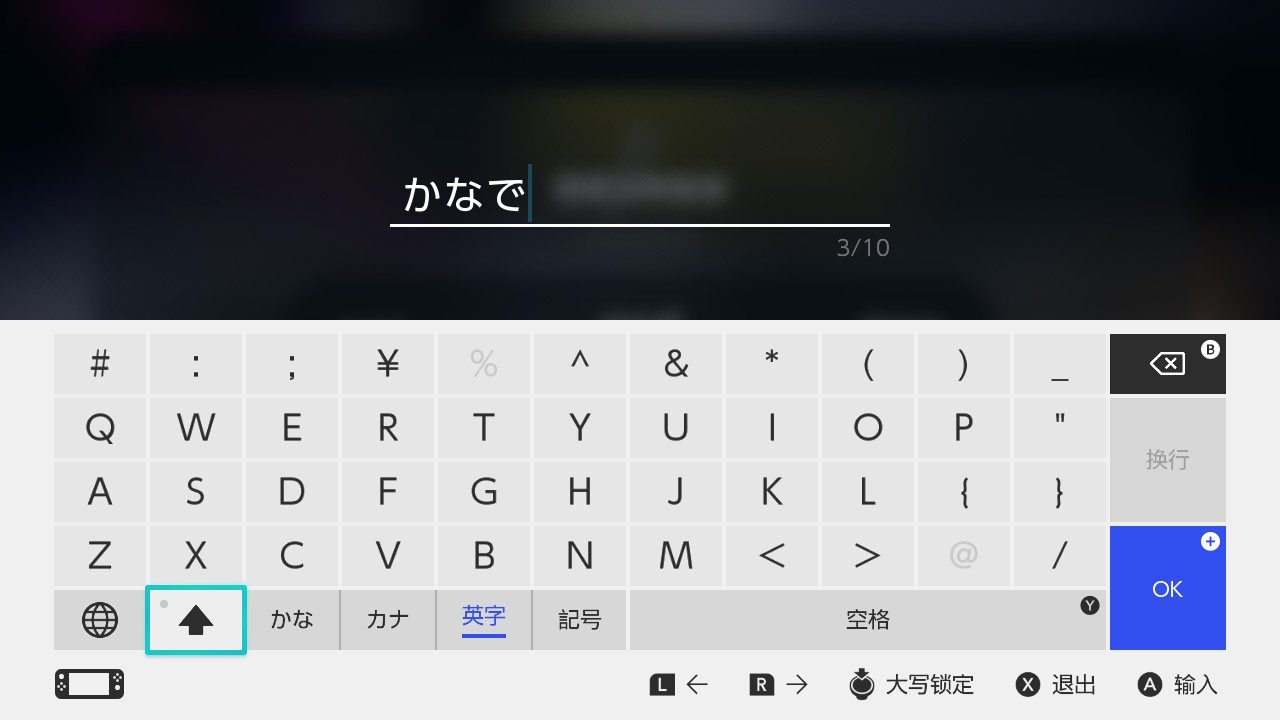 かなで
3/10
# : ; ¥ % ^ & * ( ) _ B
Q W E R T Y U I O P " 换行
A S D F G H J K L { }
Z X C V B N M < > @ / + OK
かな カナ 英字 記号 空格 Y
L ← R → 大写锁定 X 退出 A 输入